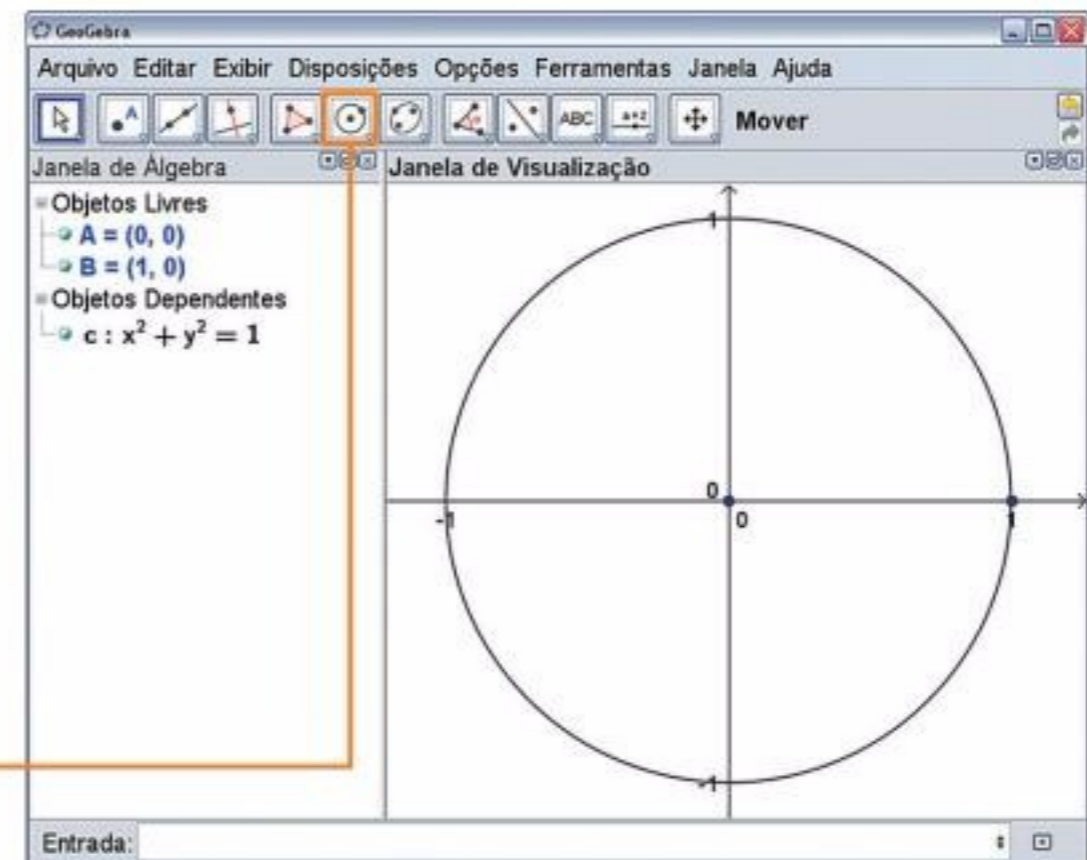 GeoGebra
Arquivo Editar Exibir Disposições Opções Ferramentas Janela Ajuda
A ABC a=2 Mover
Janela de Álgebra
Objetos Livres
A = (0, 0)
B = (1, 0)
Objetos Dependentes
c : x² + y² = 1
Janela de Visualização
1
0
-1 0 1
-1
Entrada: